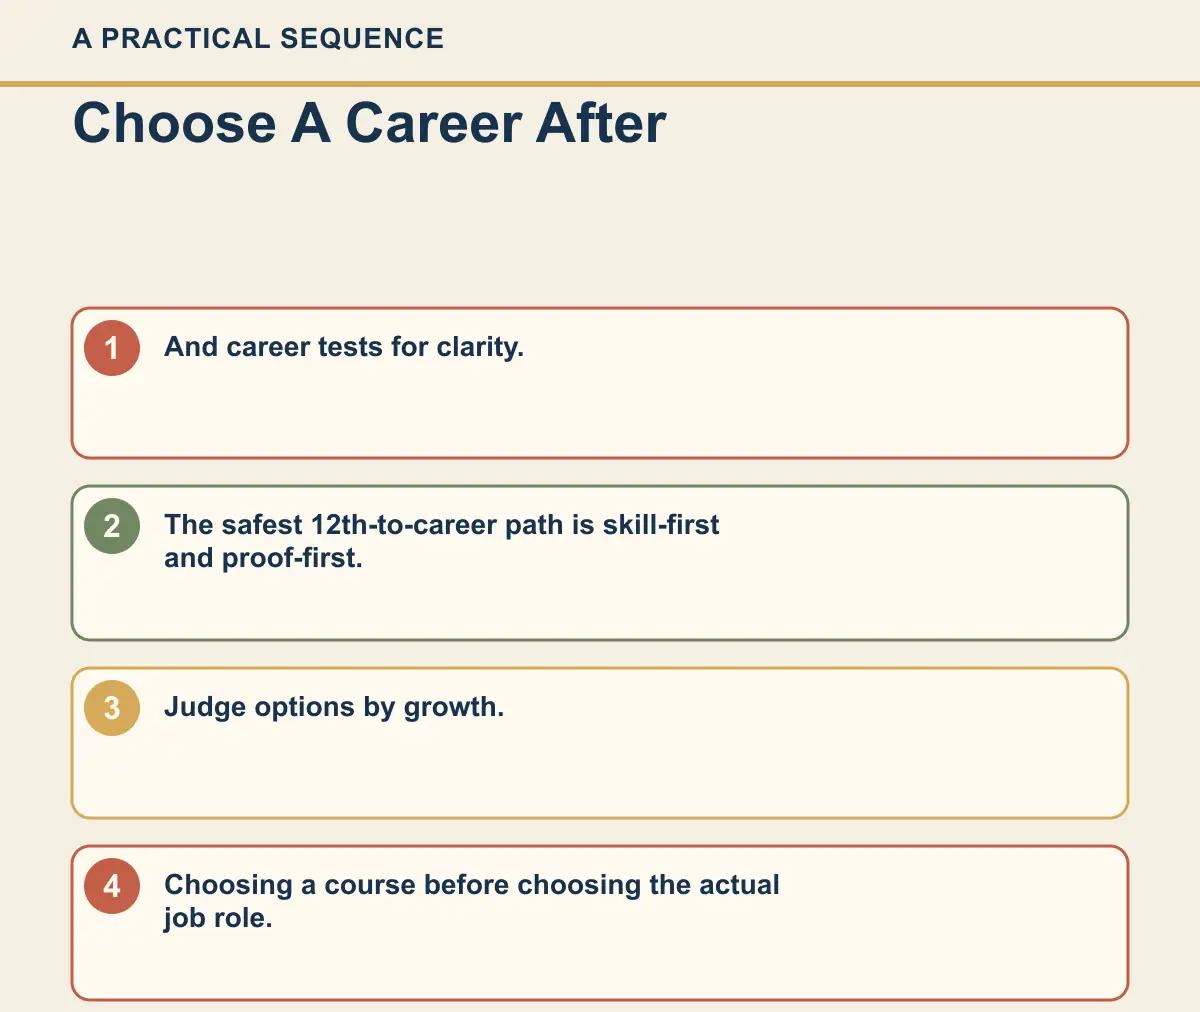 A PRACTICAL SEQUENCE
Choose A Career After
1
And career tests for clarity.
2
The safest 12th-to-career path is skill-first
and proof-first.
3
Judge options by growth.
4
Choosing a course before choosing the actual
job role.